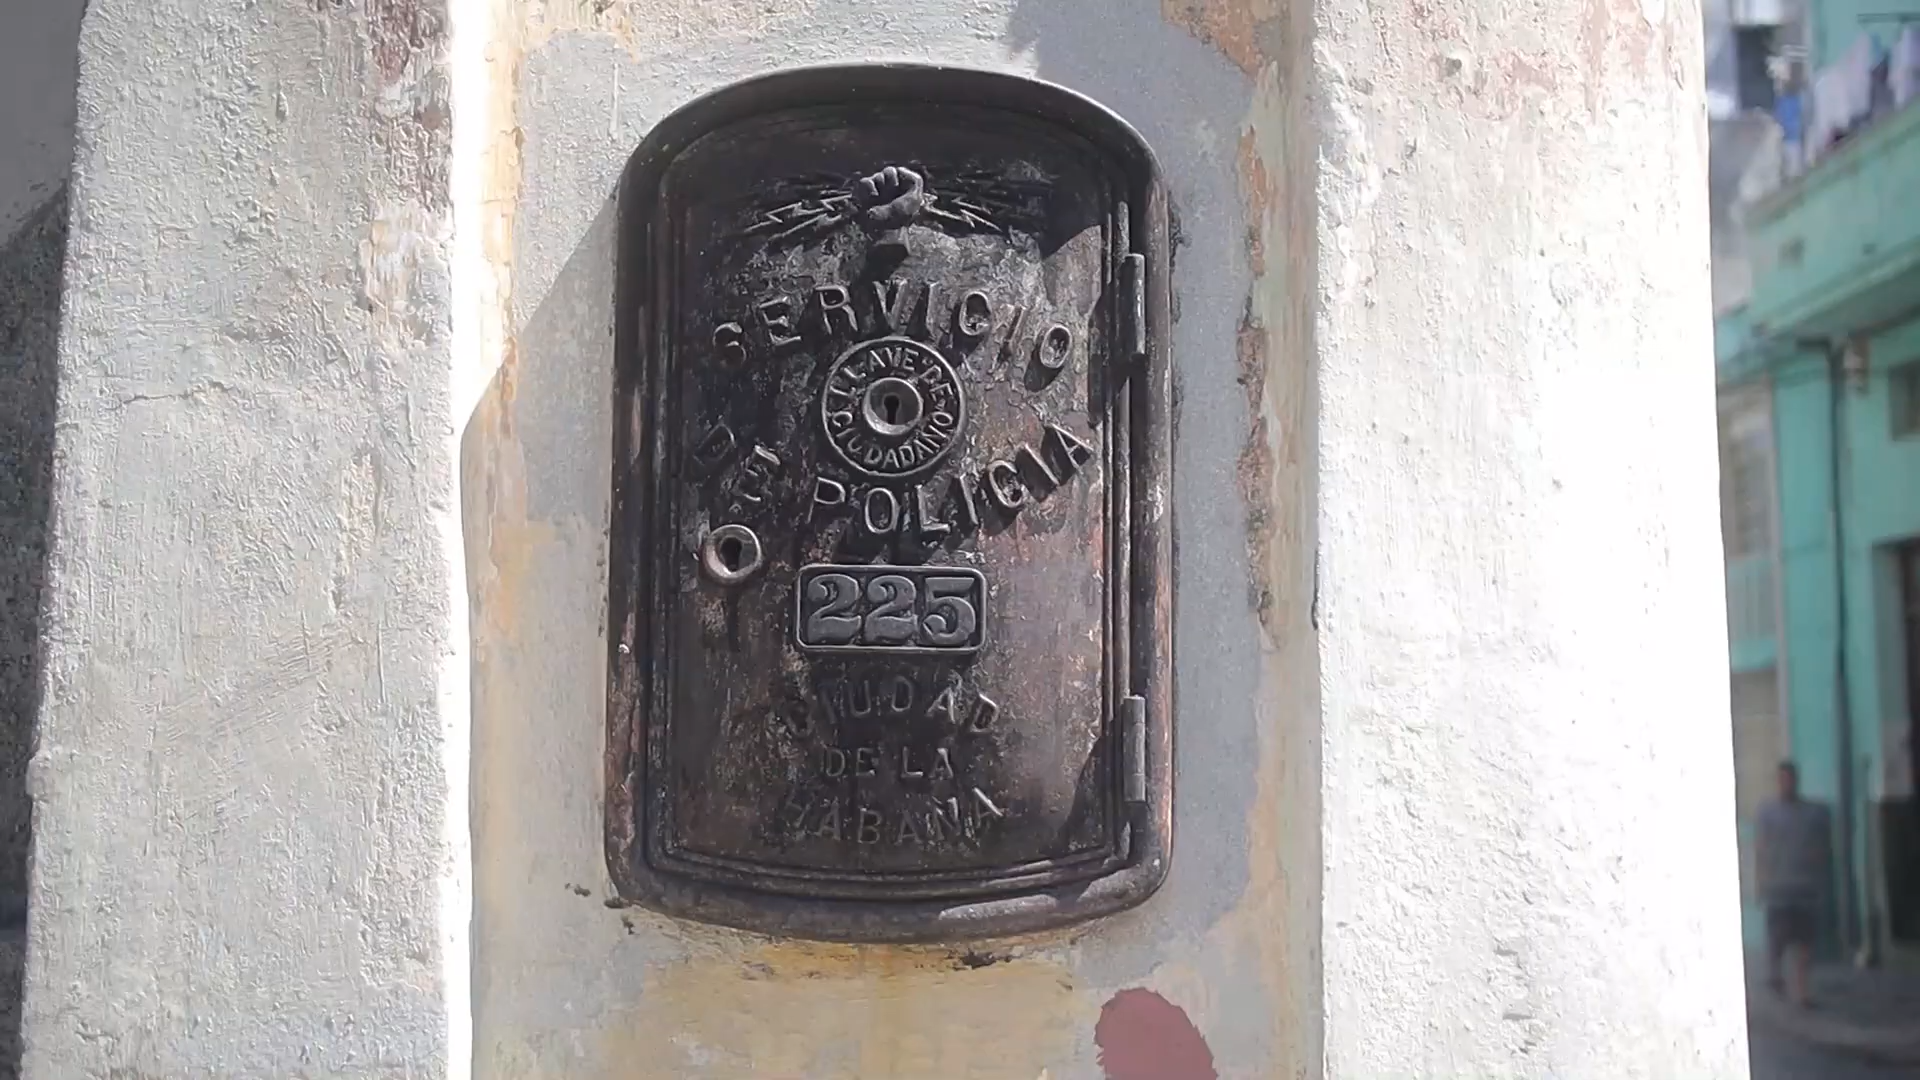 SERVICIO
LLAVE DE
CIUDADANO
DE POLICIA
225
CIUDAD
DE LA
HABANA